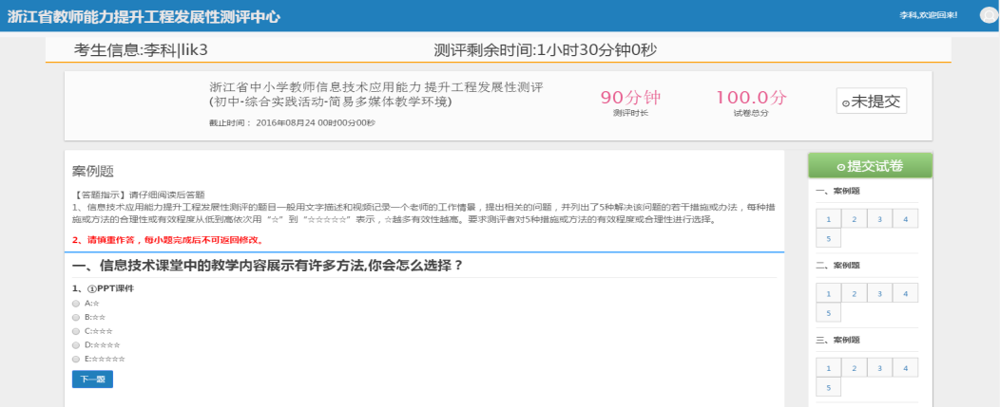 浙江省教师能力提升工程发展性测评中心
李科,欢迎回来!
考生信息:李科|lik3
测评剩余时间:1小时30分钟0秒
浙江省中小学教师信息技术应用能力 提升工程发展性测评
(初中-综合实践活动-简易多媒体教学环境)
截止时间： 2016年08月24 00时00分00秒
90分钟
测评时长
100.0分
试卷总分
未提交
案例题
【答题指示】请仔细阅读后答题
1、信息技术应用能力提升工程发展性测评的题目一般用文字描述和视频记录一个老师的工作情景，提出相关的问题，并列出了5种解决该问题的若干措施或办法，每种措
施或方法的合理性或有效程度从低到高依次用“☆”到“☆☆☆☆☆”表示，☆越多有效性越高。要求测评者对5种措施或方法的有效程度或合理性进行选择。
2、请慎重作答，每小题完成后不可返回修改。
一、信息技术课堂中的教学内容展示有许多方法,你会怎么选择？
1、①PPT课件
A:☆
B:☆☆
C:☆☆☆
D:☆☆☆☆
E:☆☆☆☆☆
下一题
提交试卷
一、案例题
1 2 3 4
5
二、案例题
1 2 3 4
5
三、案例题
1 2 3 4
5